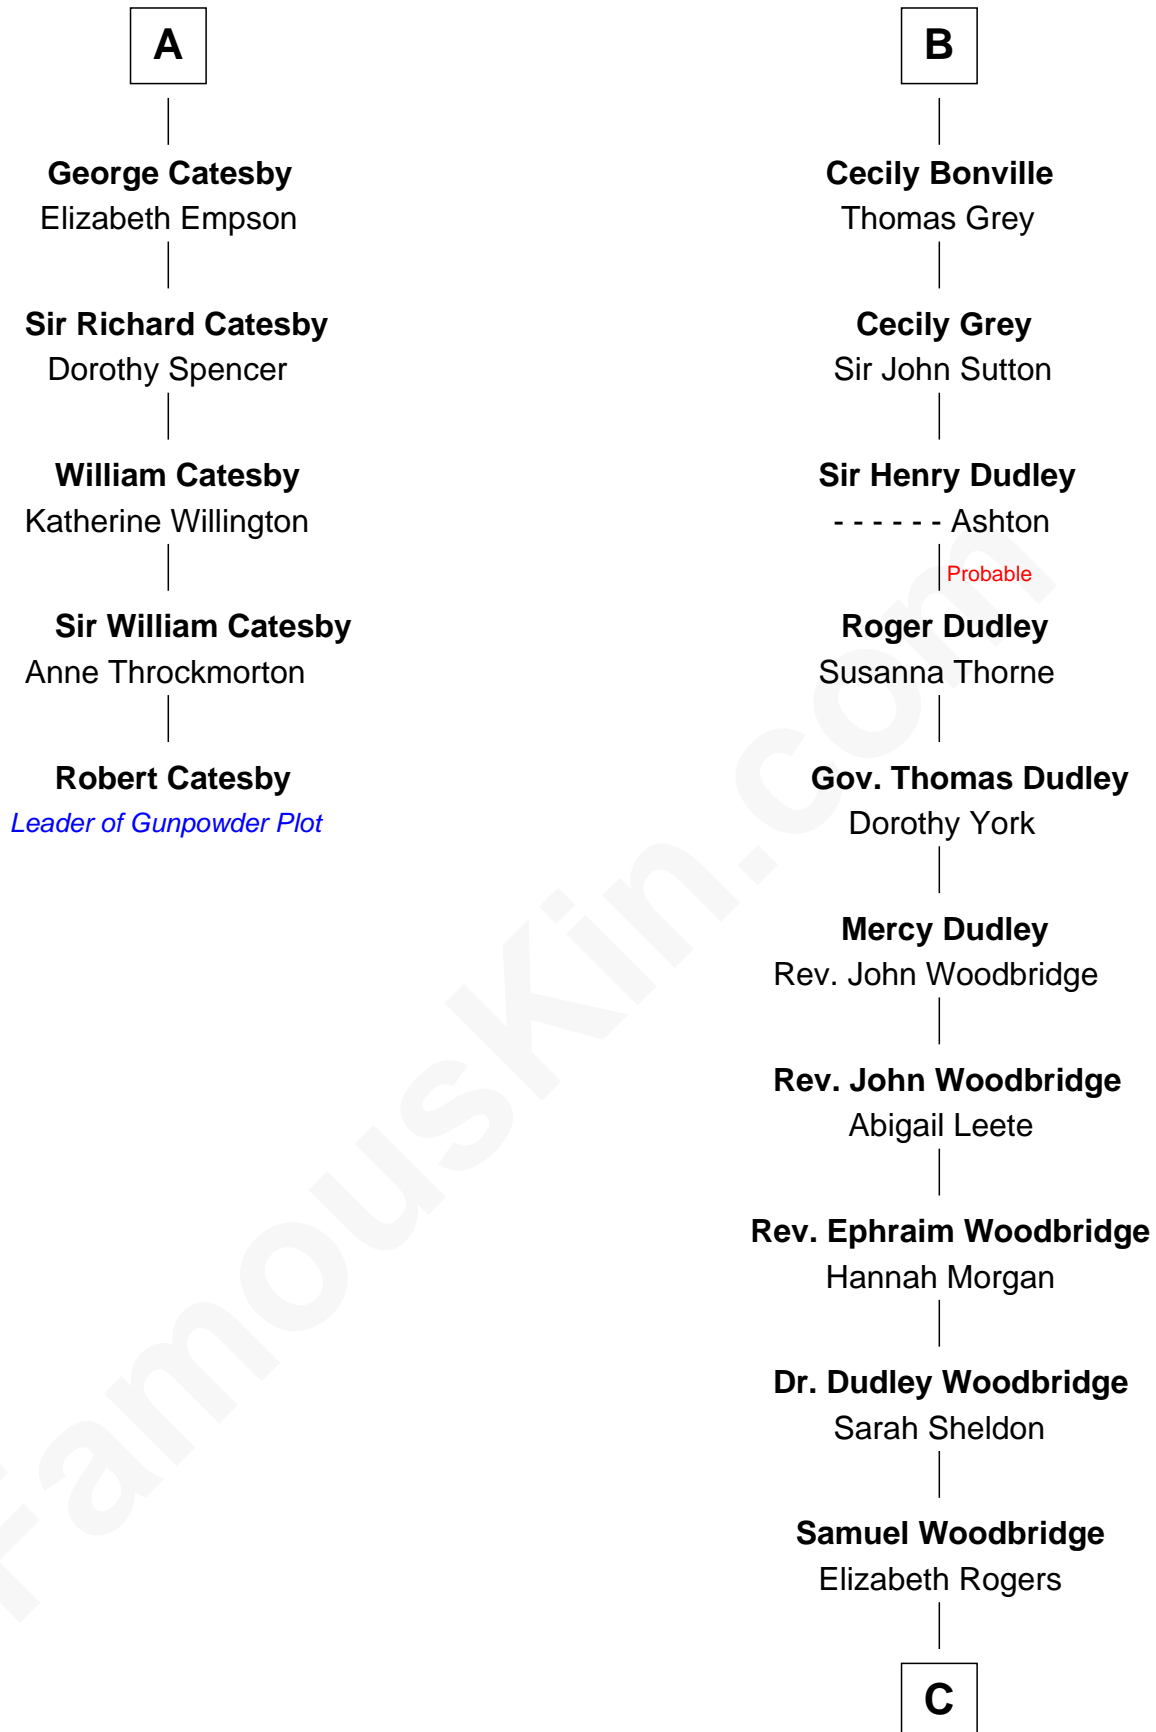 A
George Catesby
Elizabeth Empson
Sir Richard Catesby
Dorothy Spencer
William Catesby
Katherine Willington
Sir William Catesby
Anne Throckmorton
Robert Catesby
Leader of Gunpowder Plot
B
Cecily Bonville
Thomas Grey
Cecily Grey
Sir John Sutton
Sir Henry Dudley
- - - - - - Ashton
Probable
Roger Dudley
Susanna Thorne
Gov. Thomas Dudley
Dorothy York
Mercy Dudley
Rev. John Woodbridge
Rev. John Woodbridge
Abigail Leete
Rev. Ephraim Woodbridge
Hannah Morgan
Dr. Dudley Woodbridge
Sarah Sheldon
Samuel Woodbridge
Elizabeth Rogers
C
FamousKin.com